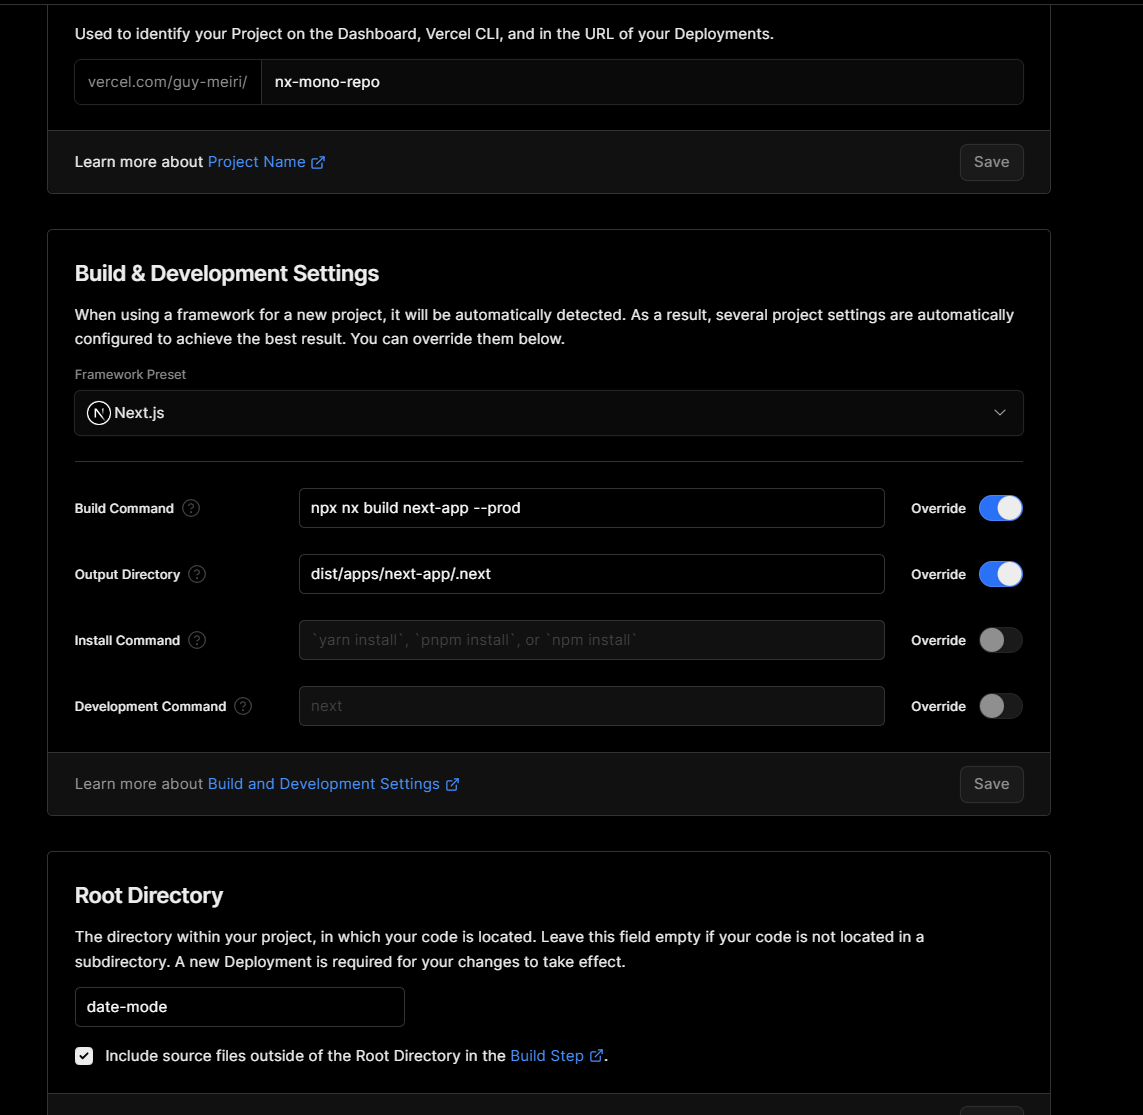 Used to identify your Project on the Dashboard, Vercel CLI, and in the URL of your Deployments.
vercel.com/guy-meiri/ nx-mono-repo
Learn more about Project Name
Save
Build & Development Settings
When using a framework for a new project, it will be automatically detected. As a result, several project settings are automatically
configured to achieve the best result. You can override them below.
Framework Preset
N Next.js
Build Command ? npx nx build next-app --prod Override
Output Directory ? dist/apps/next-app/.next Override
Install Command ? `yarn install`, `pnpm install`, or `npm install` Override
Development Command ? next Override
Learn more about Build and Development Settings
Save
Root Directory
The directory within your project, in which your code is located. Leave this field empty if your code is not located in a
subdirectory. A new Deployment is required for your changes to take effect.
date-mode
Include source files outside of the Root Directory in the Build Step.